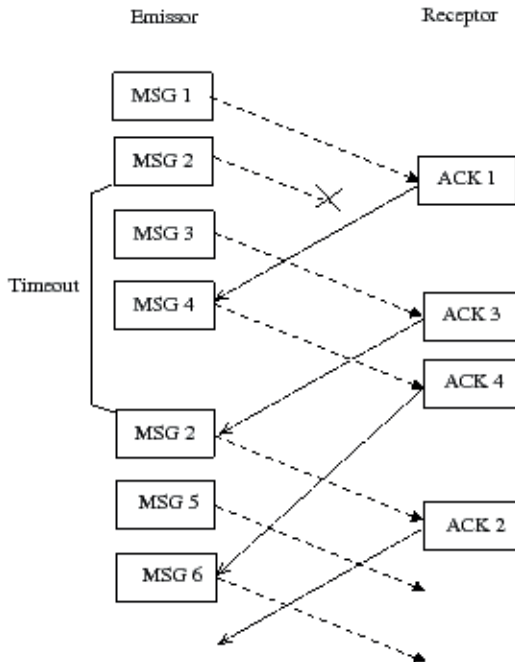 Emissor
Receptor
MSG 1
MSG 2
ACK 1
MSG 3
Timeout
MSG 4
ACK 3
ACK 4
MSG 2
MSG 5
ACK 2
MSG 6